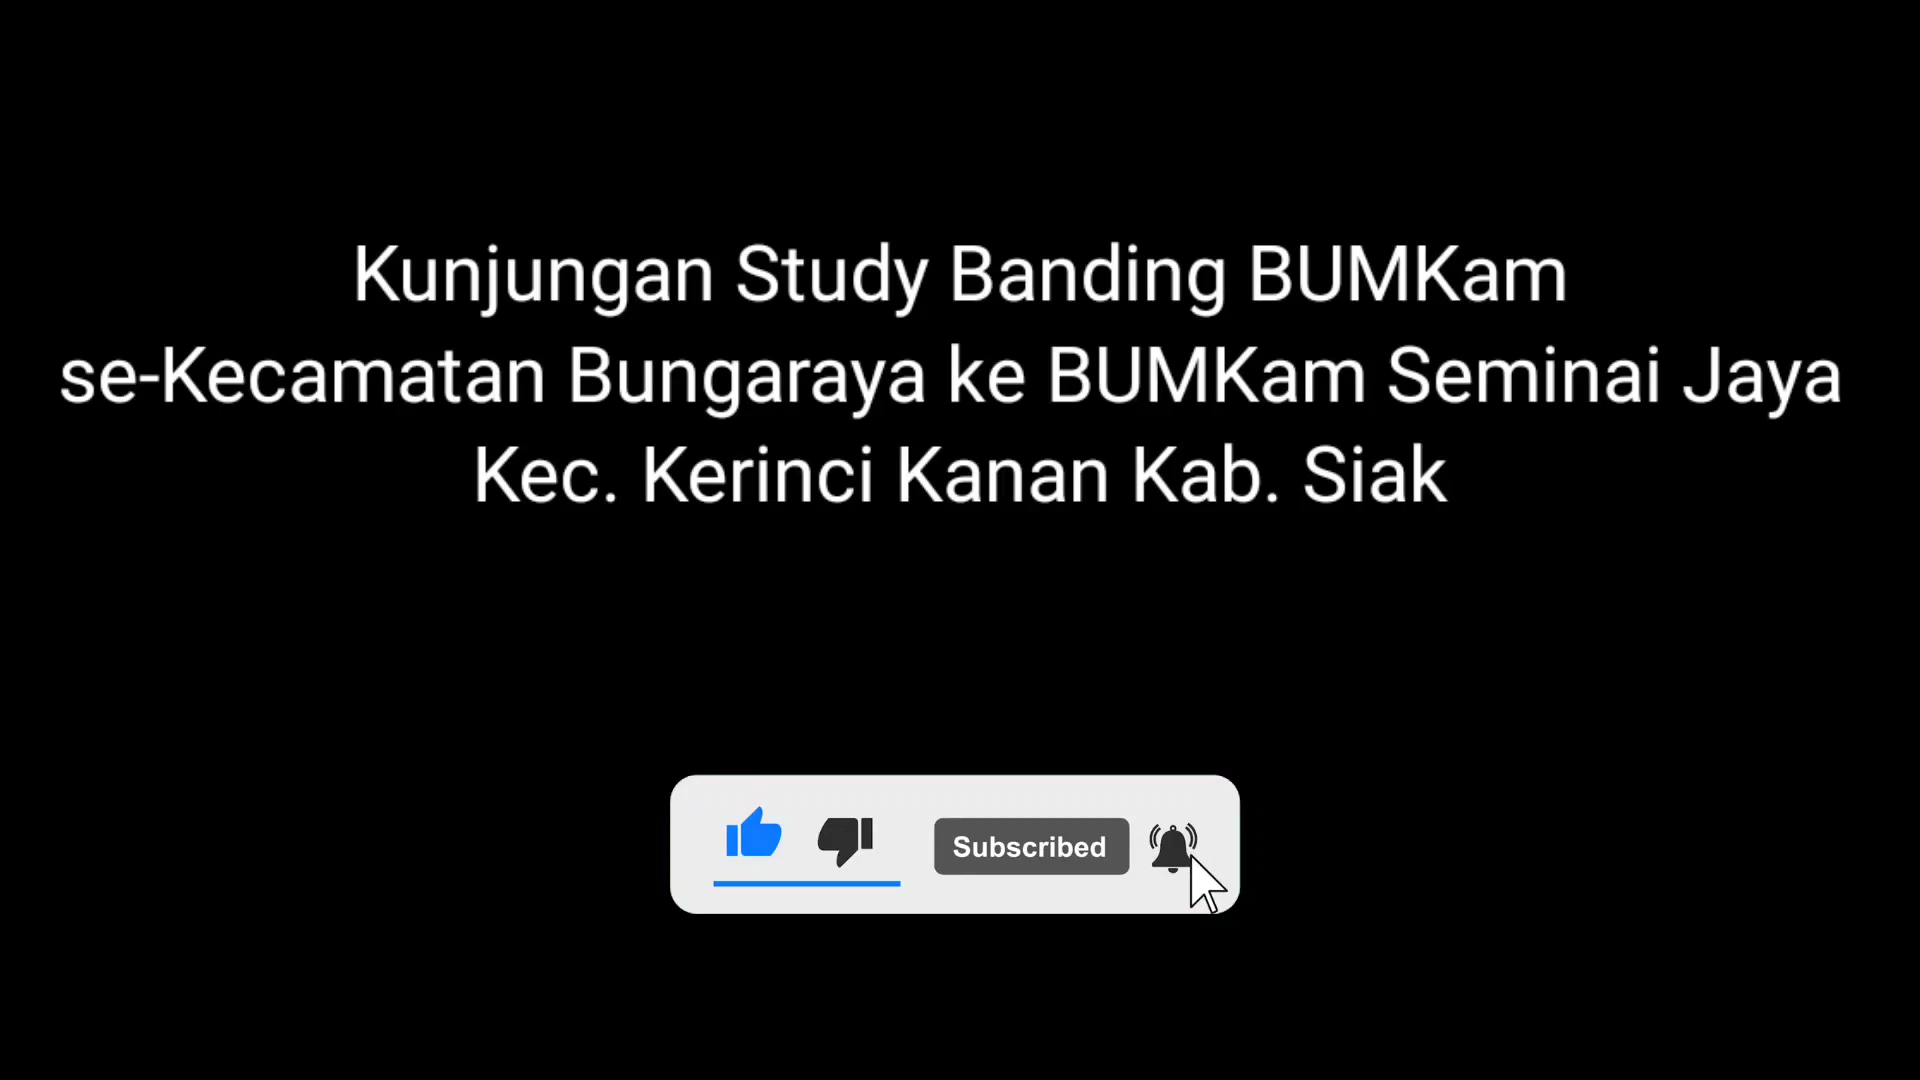 Kunjungan Study Banding BUMKam
se-Kecamatan Bungaraya ke BUMKam Seminai Jaya
Kec. Kerinci Kanan Kab. Siak
Subscribed